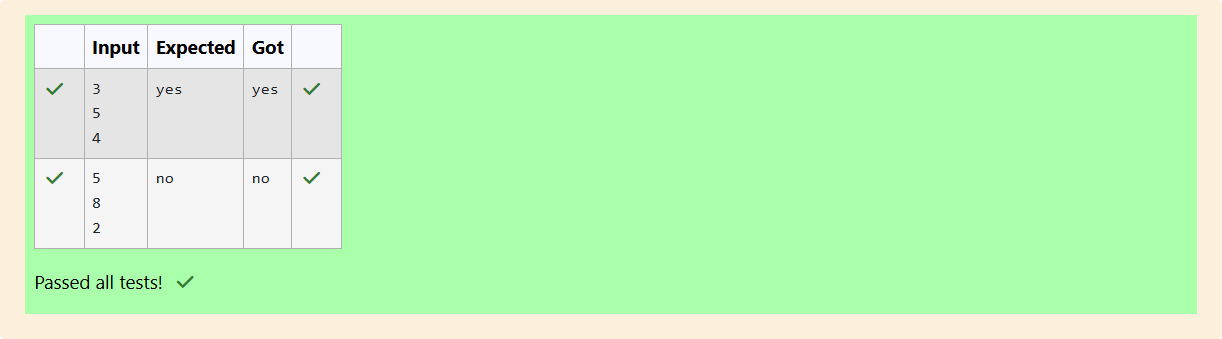 Input Expected Got
3 yes yes
5
4
5 no no
8
2
Passed all tests!